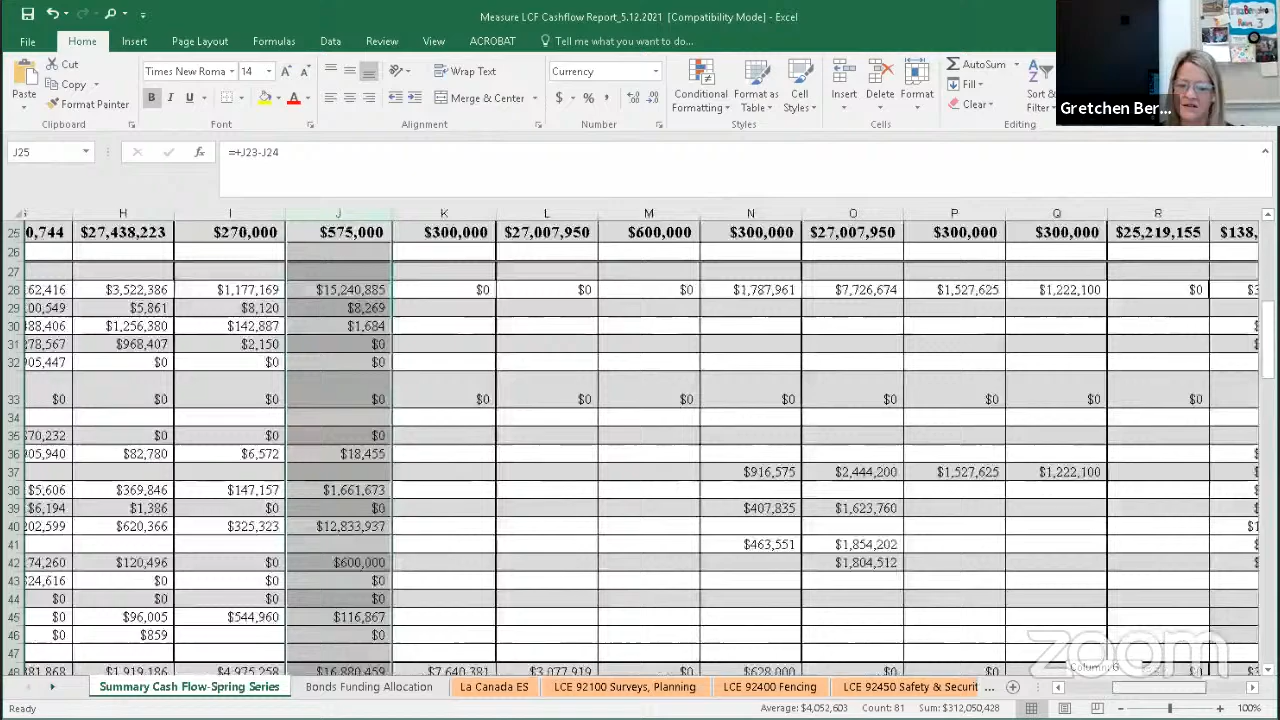 Measure LCF Cashflow Report_5.12.2021 [Compatibility Mode] - Excel
File Home Insert Page Layout Formulas Data Review View ACROBAT Tell me what you want to do...
Cut
Copy
Format Painter
Paste
Clipboard
Times New Roma 14
B I U
Font
Wrap Text
Merge & Center
Alignment
Currency
$ % ,
Number
Conditional Formatting
Format as Table
Cell Styles
Styles
Insert Delete Format
Cells
AutoSum
Fill
Clear
Sort &
Editing
Gretchen Ber...
J25 fx =+J23-J24
H I J K L M N O P Q R
25 0,744 $27,438,223 $270,000 $575,000 $300,000 $27,007,950 $600,000 $300,000 $27,007,950 $300,000 $300,000 $25,219,155 $138,
26
27
28 $3,522,386 $1,177,169 $15,240,885 $0 $0 $0 $1,787,961 $7,726,674 $1,527,625 $1,222,100 $0
29 00,549 $5,861 $8,120 $8,269
30 88,406 $1,256,380 $142,887 $1,684
31 78,567 $968,407 $2,150 $0
32 05,447 $0 $0 $0
33 $0 $0 $0 $0 $0 $0 $0 $0 $0 $0 $0 $0
34
35 70,232 $0 $0 $0
36 05,940 $82,780 $6,572 $18,455
37 $916,575 $2,444,200 $1,527,625 $1,222,100
38 $5,606 $369,846 $147,157 $1,661,673
39 $6,194 $1,386 $0 $0 $407,835 $1,623,760
40 202,599 $620,366 $325,323 $12,833,937
41 $463,551 $1,854,202
42 74,260 $120,496 $0 $600,000 $1,804,512
43 24,616 $0 $0 $0
44 $0 $0 $0 $0
45 $0 $96,005 $544,960 $116,867
46 $0 $859 $0
47
48 $1,919,186 $4,975,258 $16,880,459 $7,640,381 $3,077,919 $0 $628,000 $0 $0 $0 $0
zoom
Column: G
Summary Cash Flow-Spring Series Bonds Funding Allocation La Canada ES LCE 92100 Surveys, Planning LCE 92400 Fencing LCE 92450 Safety & Securit ...
Ready Average: $4,052,603 Count: 81 Sum: $312,050,428 100%